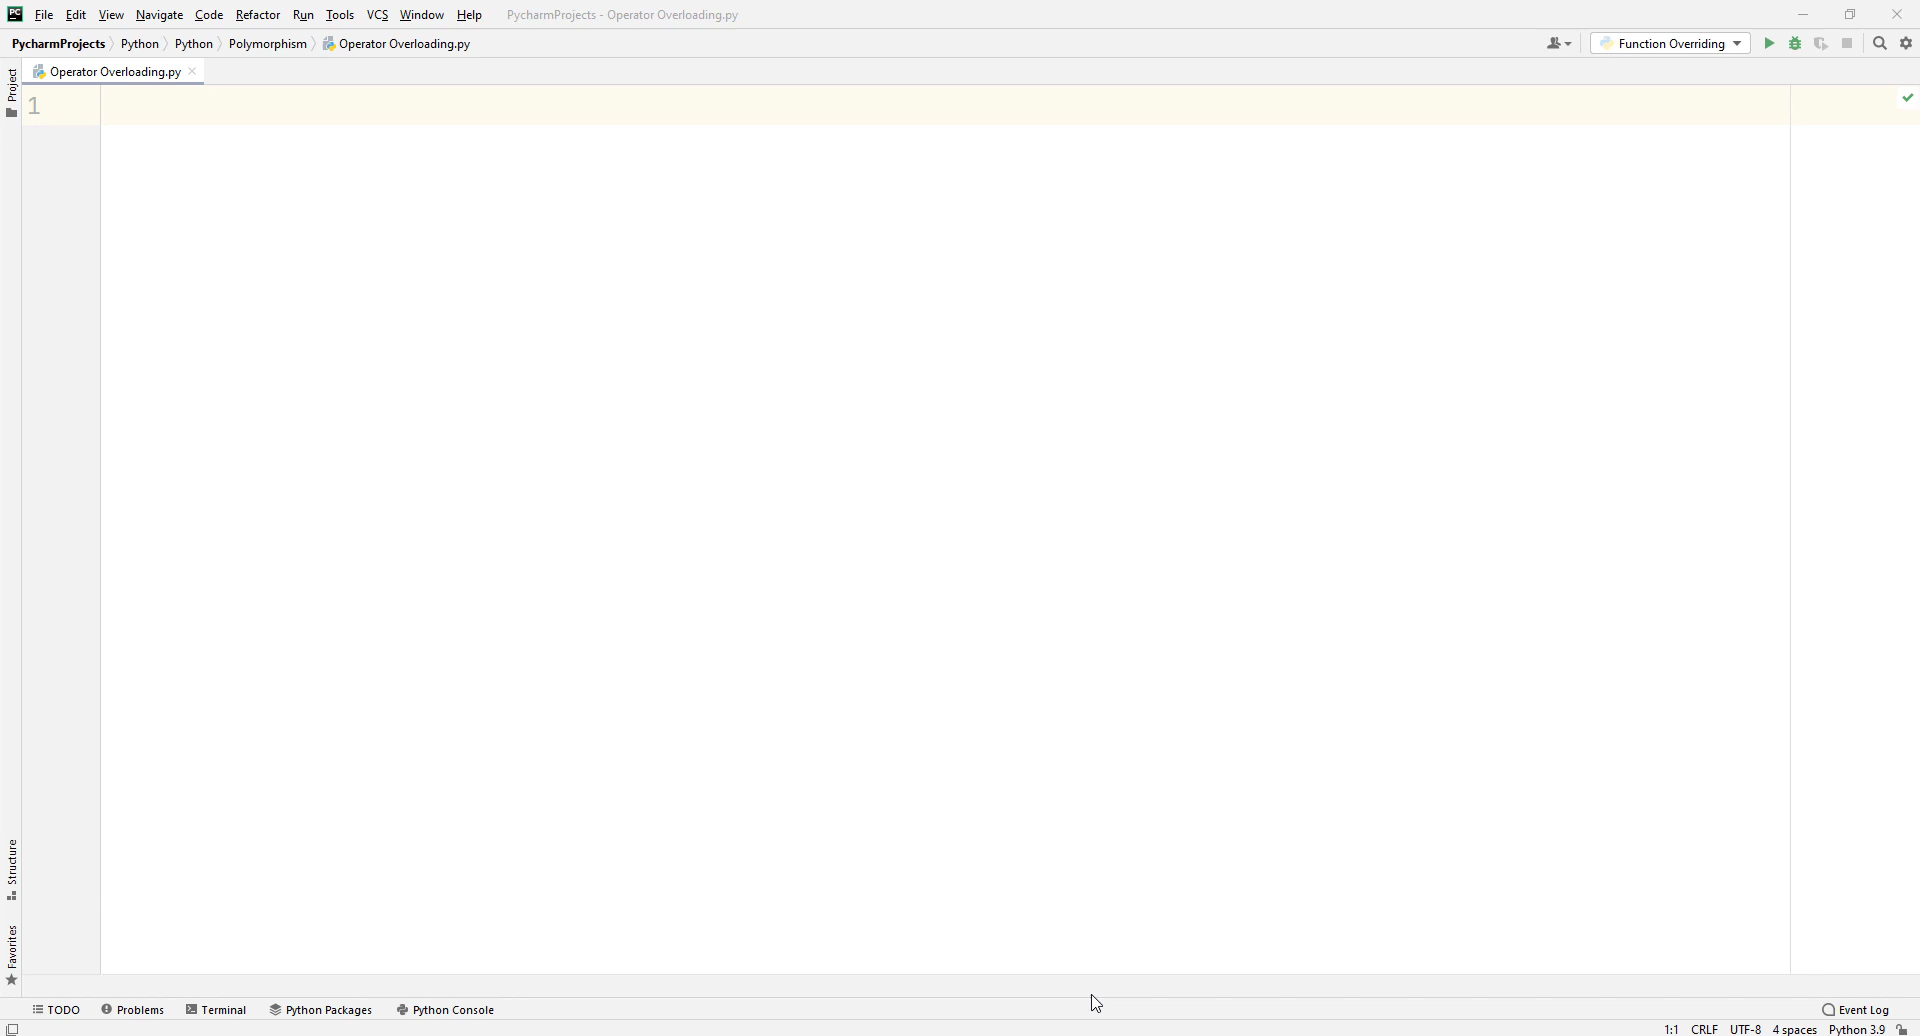 PC File Edit View Navigate Code Refactor Run Tools VCS Window Help PycharmProjects - Operator Overloading.py
PycharmProjects Python Python Polymorphism Operator Overloading.py Function Overriding
Operator Overloading.py
Project
1
Structure
Favorites
TODO Problems Terminal Python Packages Python Console Event Log
1:1 CRLF UTF-8 4 spaces Python 3.9